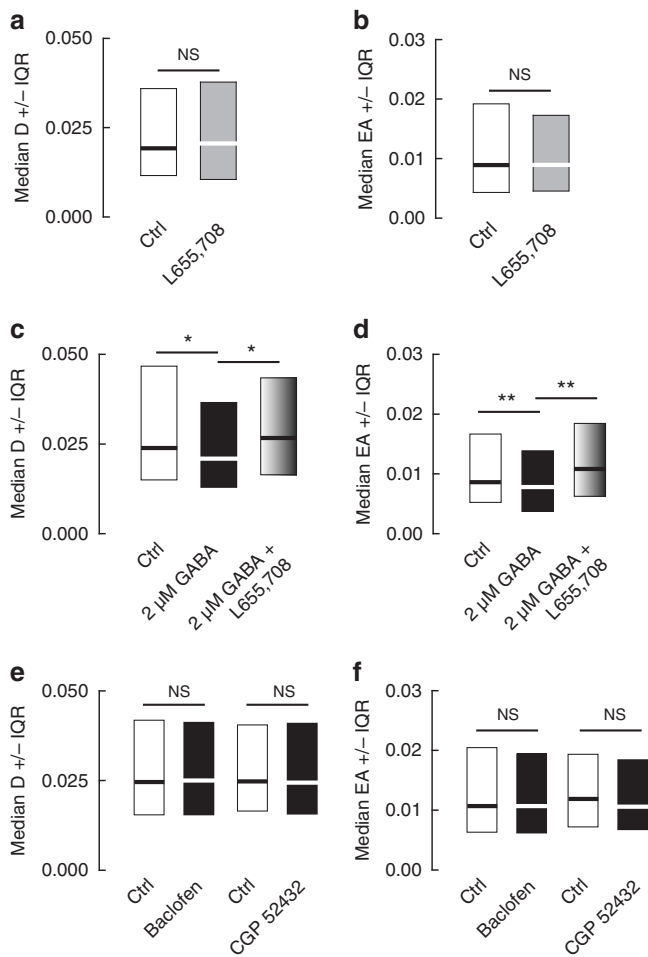 a
Median D +/− IQR
0.050
0.025
0.000
NS
Ctrl
L655,708
b
Median EA +/− IQR
0.03
0.02
0.01
0.00
NS
Ctrl
L655,708
c
Median D +/− IQR
0.050
0.025
0.000
* *
Ctrl
2 µM GABA
2 µM GABA +
L655,708
d
Median EA +/− IQR
0.03
0.02
0.01
0.00
** **
Ctrl
2 µM GABA
2 µM GABA +
L655,708
e
Median D +/− IQR
0.050
0.025
0.000
NS NS
Ctrl
Baclofen
Ctrl
CGP 52432
f
Median EA +/− IQR
0.03
0.02
0.01
0.00
NS NS
Ctrl
Baclofen
Ctrl
CGP 52432